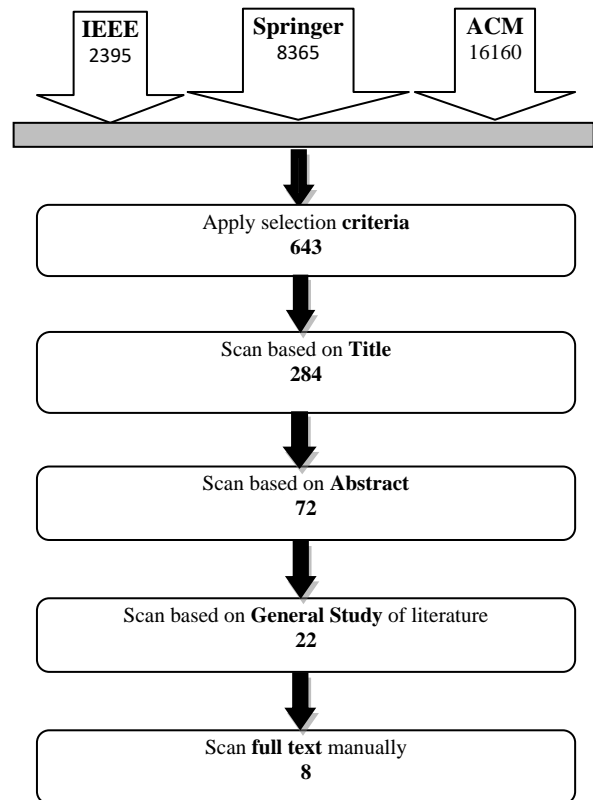 IEEE
2395
Springer
8365
ACM
16160
Apply selection criteria
643
Scan based on Title
284
Scan based on Abstract
72
Scan based on General Study of literature
22
Scan full text manually
8